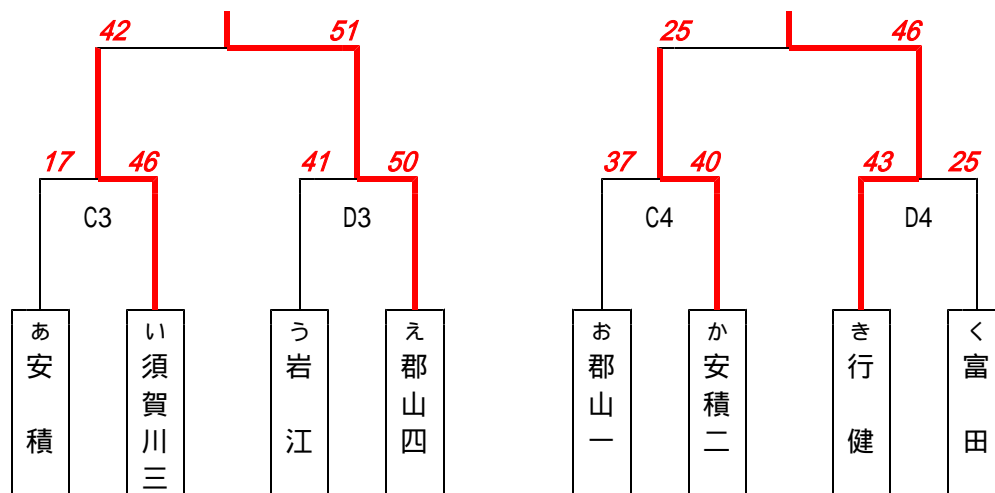 42 51 25 46
17 46 41 50 37 40 43 25
C3 D3 C4 D4
あ 安積
い 須賀川三
う 岩江
え 郡山四
お 郡山一
か 安積二
き 行健
く 富田